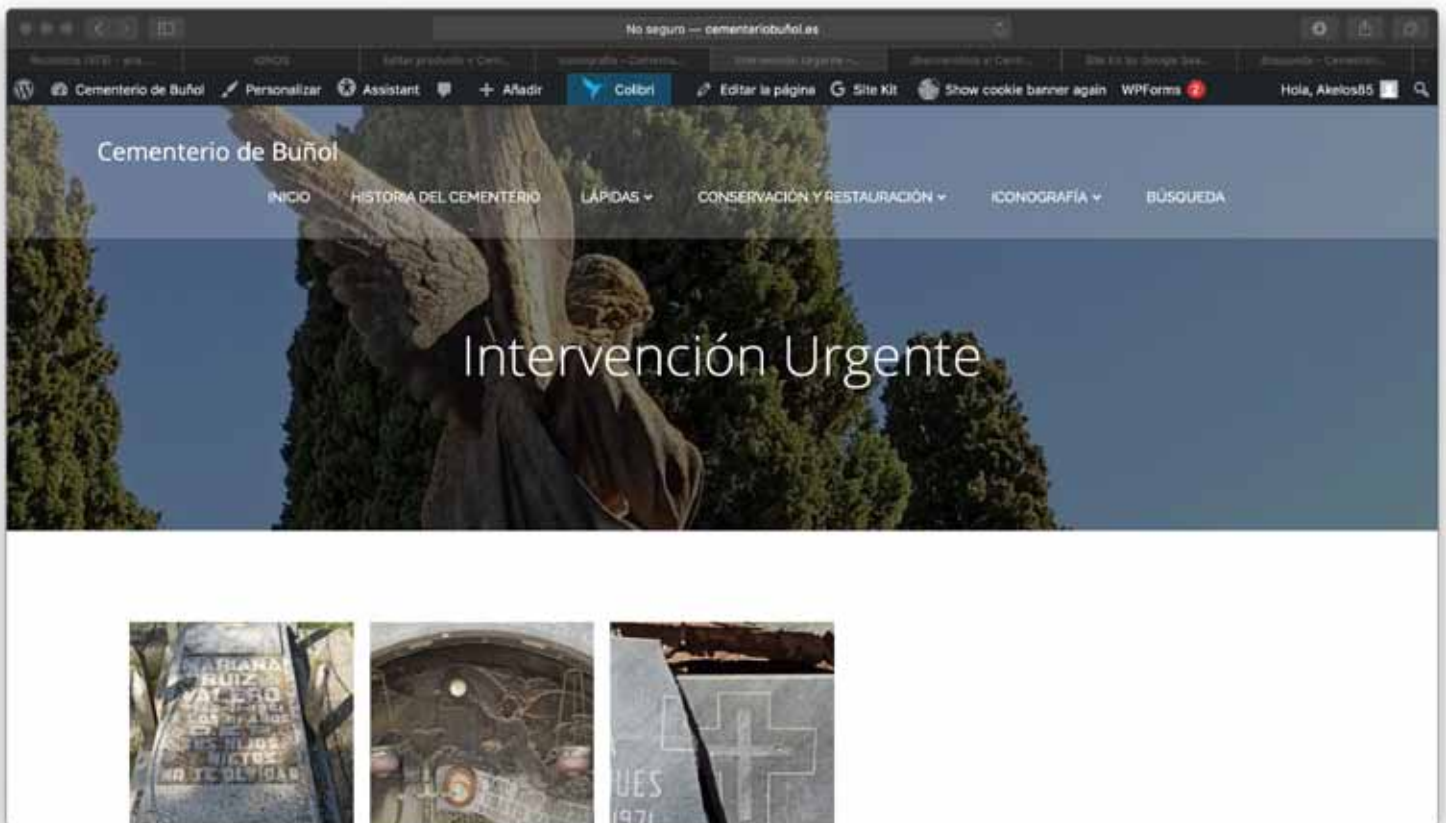 No seguro — cementeriobuñol.es
Cementerio de Buñol Personalizar Assistant + Añadir Colibri Editar la página Site Kit Show cookie banner again WPForms 2 Hola, Akelos85
Cementerio de Buñol
INICIO HISTORIA DEL CEMENTERIO LÁPIDAS CONSERVACIÓN Y RESTAURACIÓN ICONOGRAFÍA BÚSQUEDA
Intervención Urgente
MARIANA
RUIZ
VALERO
TUS HIJOS
NIETOS
NO TE OLVIDAN
UES
1971